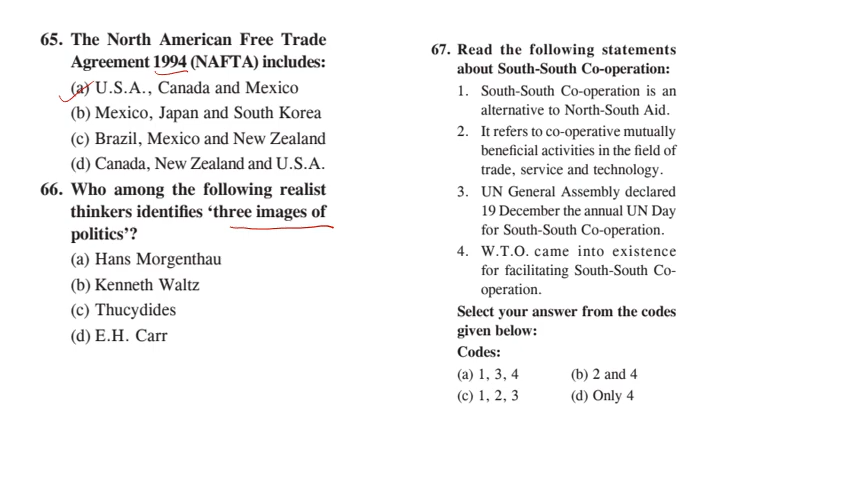 65. The North American Free Trade
Agreement 1994 (NAFTA) includes:
(a) U.S.A., Canada and Mexico
(b) Mexico, Japan and South Korea
(c) Brazil, Mexico and New Zealand
(d) Canada, New Zealand and U.S.A.
66. Who among the following realist
thinkers identifies ‘three images of
politics’?
(a) Hans Morgenthau
(b) Kenneth Waltz
(c) Thucydides
(d) E.H. Carr
67. Read the following statements
about South-South Co-operation:
1. South-South Co-operation is an
alternative to North-South Aid.
2. It refers to co-operative mutually
beneficial activities in the field of
trade, service and technology.
3. UN General Assembly declared
19 December the annual UN Day
for South-South Co-operation.
4. W.T.O. came into existence
for facilitating South-South Co-
operation.
Select your answer from the codes
given below:
Codes:
(a) 1, 3, 4 (b) 2 and 4
(c) 1, 2, 3 (d) Only 4